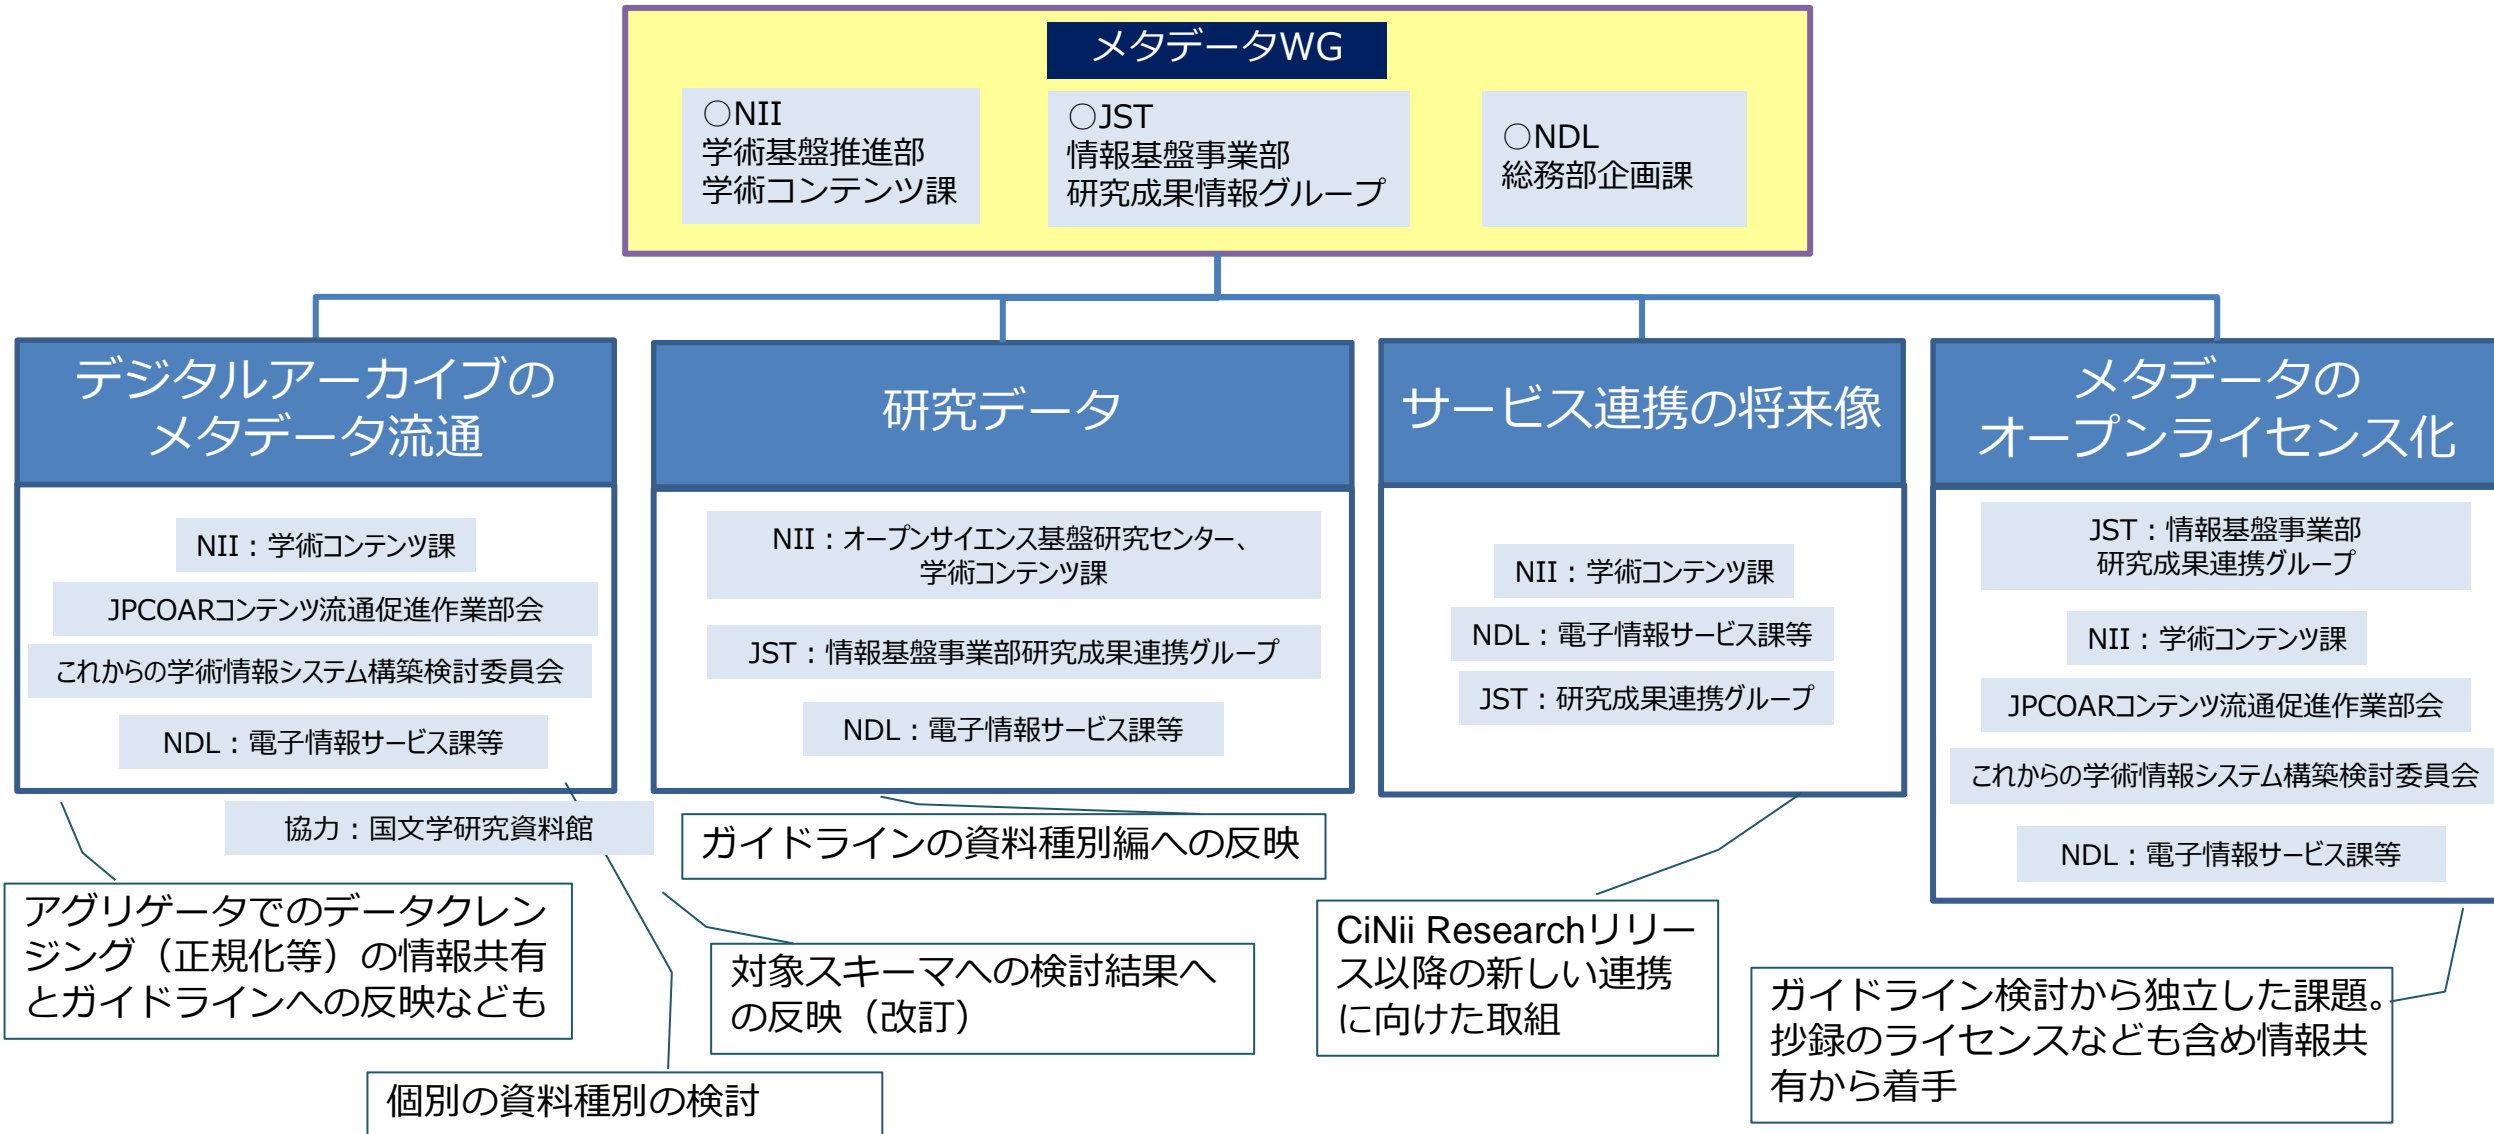 メタデータWG
○NII
学術基盤推進部
学術コンテンツ課
○JST
情報基盤事業部
研究成果情報グループ
○NDL
総務部企画課
デジタルアーカイブの
メタデータ流通
NII：学術コンテンツ課
JPCOARコンテンツ流通促進作業部会
これからの学術情報システム構築検討委員会
NDL：電子情報サービス課等
協力：国文学研究資料館
アグリゲータでのデータクレン
ジング（正規化等）の情報共有
とガイドラインへの反映なども
個別の資料種別の検討
研究データ
NII：オープンサイエンス基盤研究センター、
学術コンテンツ課
JST：情報基盤事業部研究成果連携グループ
NDL：電子情報サービス課等
ガイドラインの資料種別編への反映
対象スキーマへの検討結果へ
の反映（改訂）
サービス連携の将来像
NII：学術コンテンツ課
NDL：電子情報サービス課等
JST：研究成果連携グループ
CiNii Researchリリー
ス以降の新しい連携
に向けた取組
メタデータの
オープンライセンス化
JST：情報基盤事業部
研究成果連携グループ
NII：学術コンテンツ課
JPCOARコンテンツ流通促進作業部会
これからの学術情報システム構築検討委員会
NDL：電子情報サービス課等
ガイドライン検討から独立した課題。
抄録のライセンスなども含め情報共
有から着手